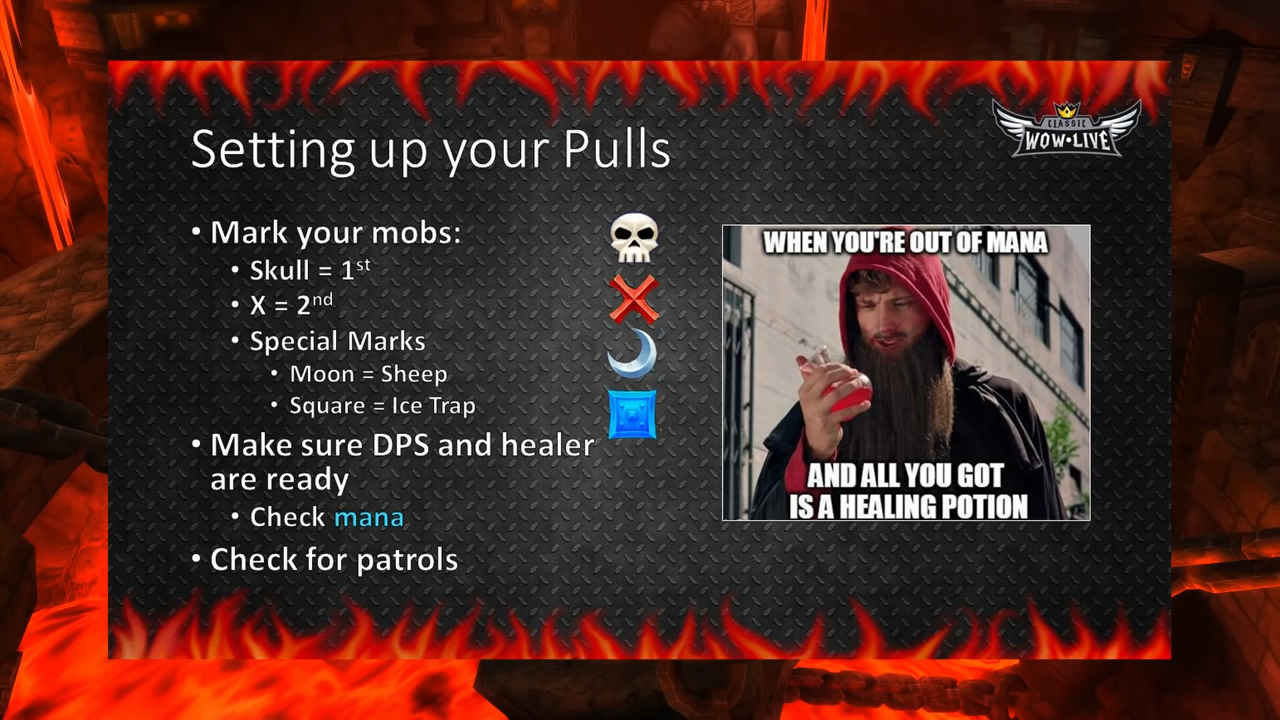 CLASSIC
WOW•LIVE
Setting up your Pulls
• Mark your mobs:
• Skull = 1st
• X = 2nd
• Special Marks
• Moon = Sheep
• Square = Ice Trap
• Make sure DPS and healer
are ready
• Check mana
• Check for patrols
WHEN YOU'RE OUT OF MANA
AND ALL YOU GOT
IS A HEALING POTION